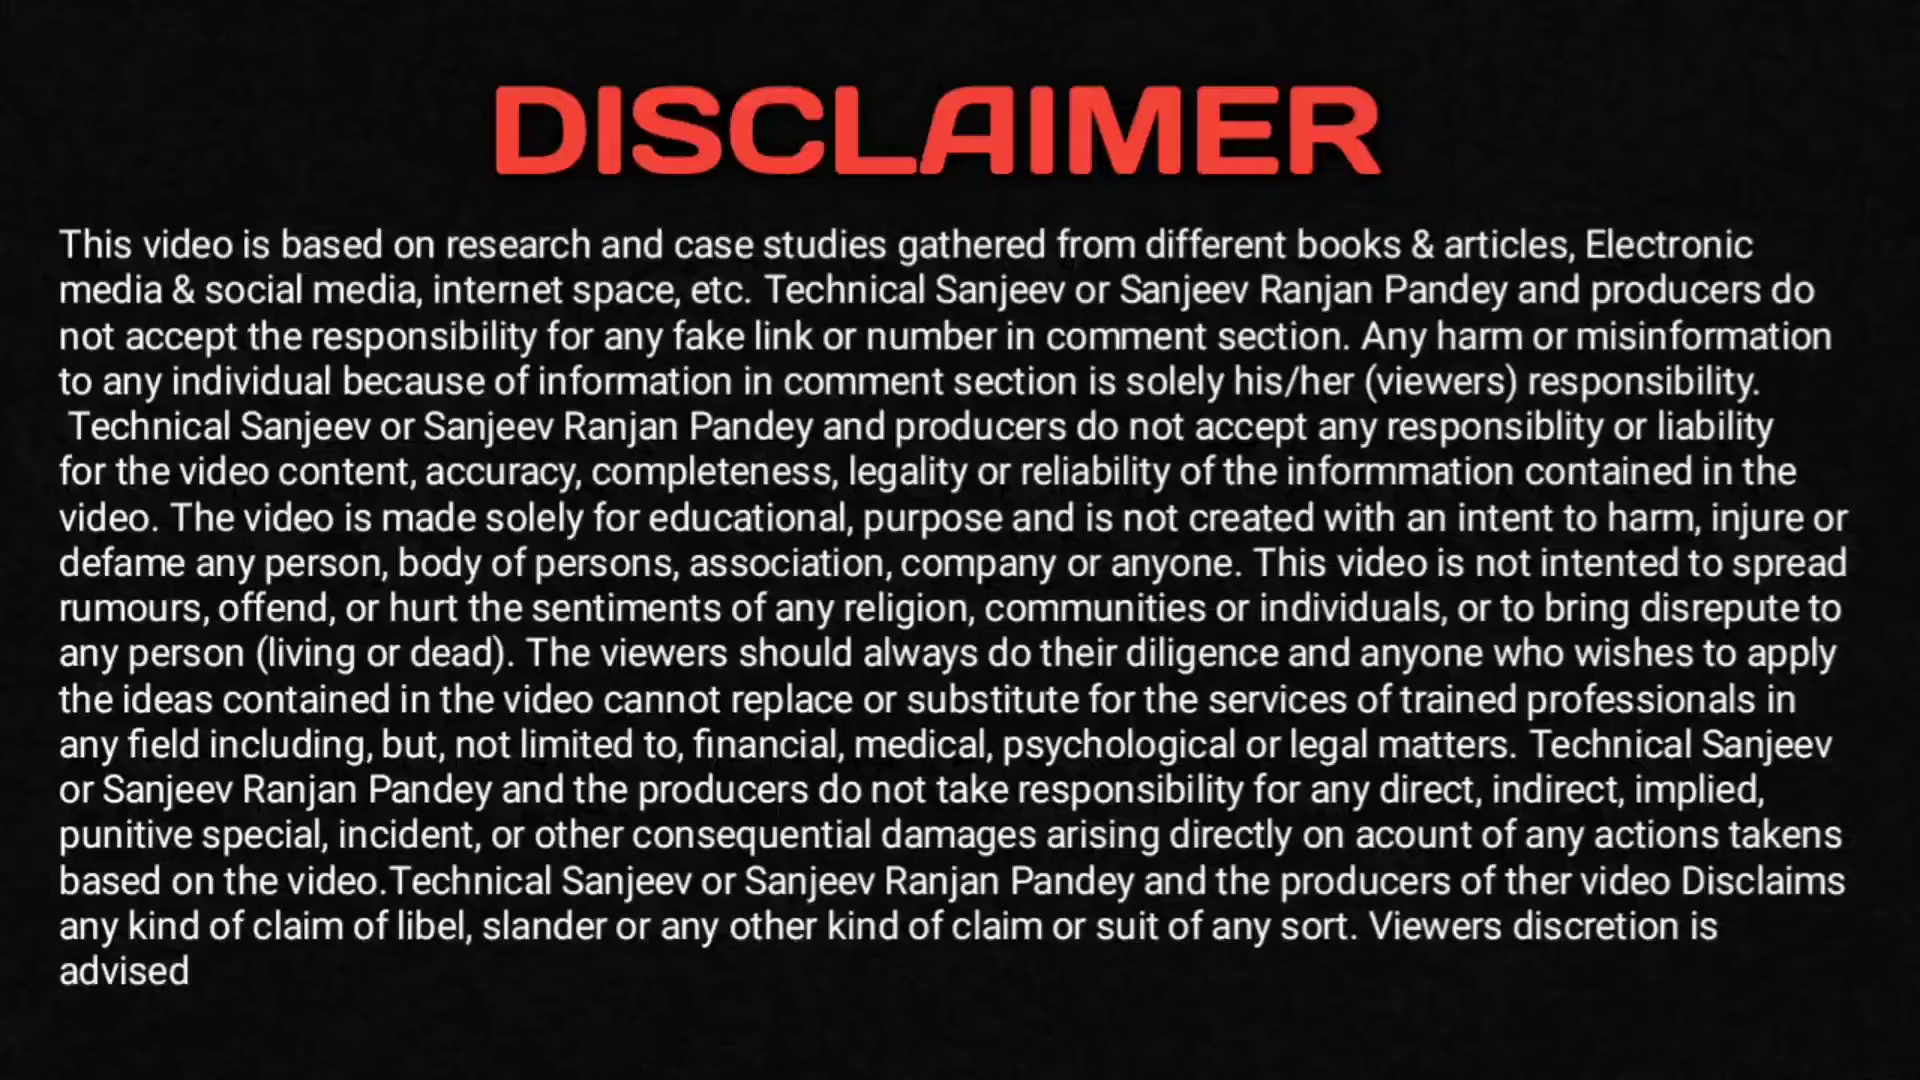 DISCLAIMER
This video is based on research and case studies gathered from different books & articles, Electronic
media & social media, internet space, etc. Technical Sanjeev or Sanjeev Ranjan Pandey and producers do
not accept the responsibility for any fake link or number in comment section. Any harm or misinformation
to any individual because of information in comment section is solely his/her (viewers) responsibility.
Technical Sanjeev or Sanjeev Ranjan Pandey and producers do not accept any responsiblity or liability
for the video content, accuracy, completeness, legality or reliability of the informmation contained in the
video. The video is made solely for educational, purpose and is not created with an intent to harm, injure or
defame any person, body of persons, association, company or anyone. This video is not intented to spread
rumours, offend, or hurt the sentiments of any religion, communities or individuals, or to bring disrepute to
any person (living or dead). The viewers should always do their diligence and anyone who wishes to apply
the ideas contained in the video cannot replace or substitute for the services of trained professionals in
any field including, but, not limited to, financial, medical, psychological or legal matters. Technical Sanjeev
or Sanjeev Ranjan Pandey and the producers do not take responsibility for any direct, indirect, implied,
punitive special, incident, or other consequential damages arising directly on acount of any actions takens
based on the video.Technical Sanjeev or Sanjeev Ranjan Pandey and the producers of ther video Disclaims
any kind of claim of libel, slander or any other kind of claim or suit of any sort. Viewers discretion is
advised